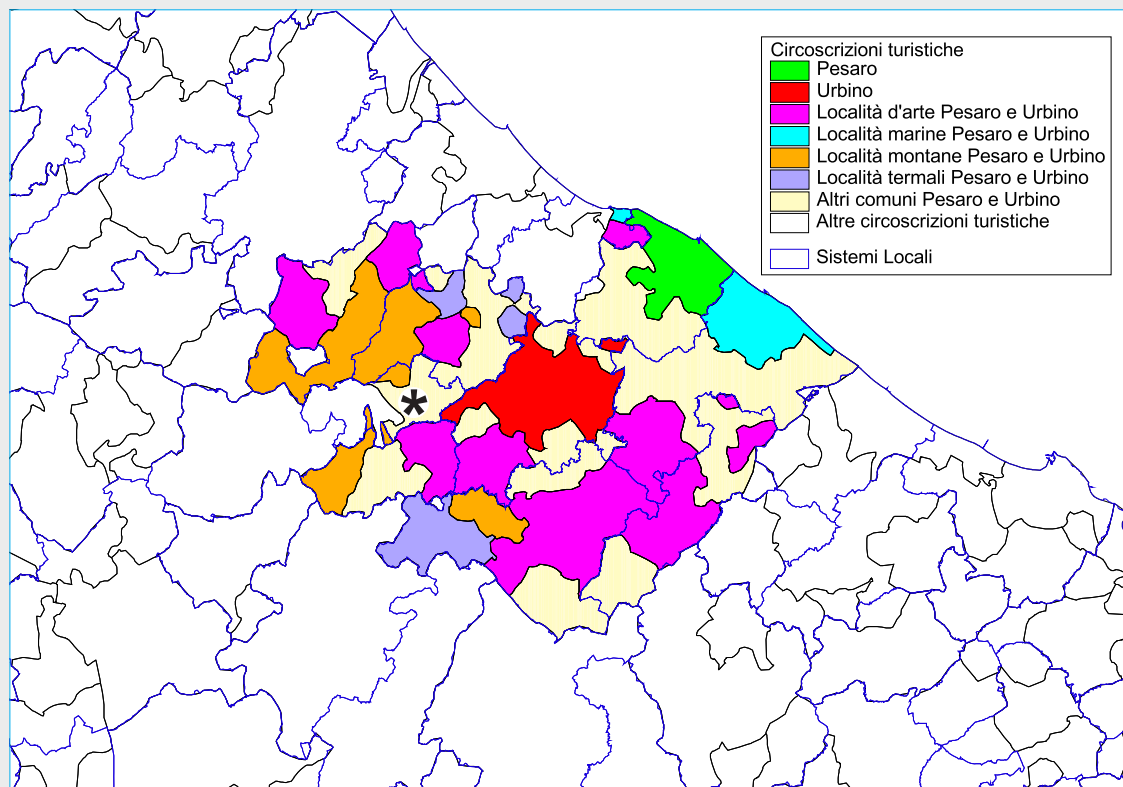 Circoscrizioni turistiche
Pesaro
Urbino
Località d'arte Pesaro e Urbino
Località marine Pesaro e Urbino
Località montane Pesaro e Urbino
Località termali Pesaro e Urbino
Altri comuni Pesaro e Urbino
Altre circoscrizioni turistiche
Sistemi Locali
*